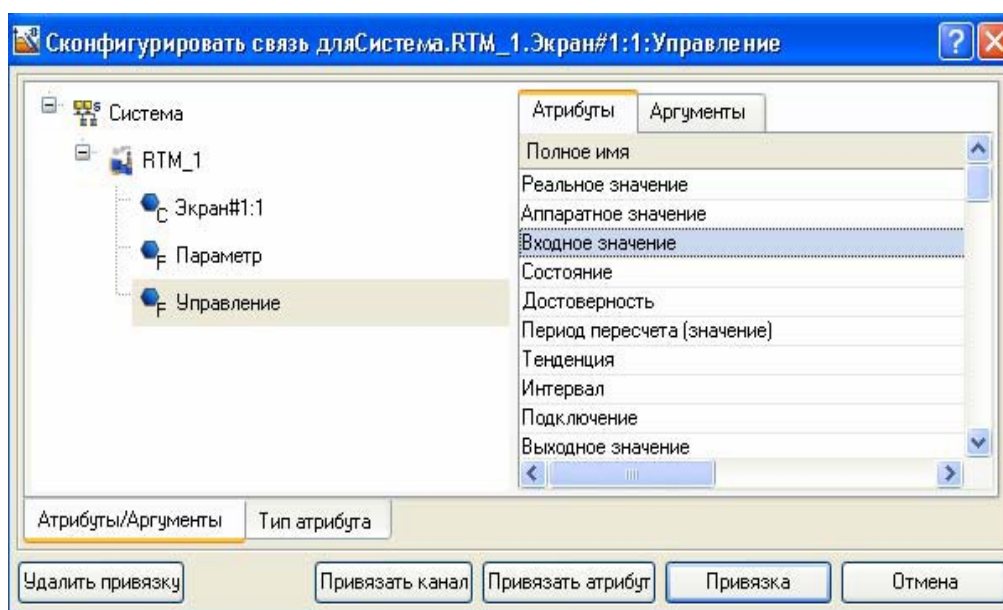 Сконфигурировать связь дляСистема.RTM_1.Экран#1:1:Управление
Система
RTM_1
Экран#1:1
Параметр
Управление
Атрибуты Аргументы
Полное имя
Реальное значение
Аппаратное значение
Входное значение
Состояние
Достоверность
Период пересчета (значение)
Тенденция
Интервал
Подключение
Выходное значение
Атрибуты/Аргументы Тип атрибута
Удалить привязку Привязать канал Привязать атрибут Привязка Отмена